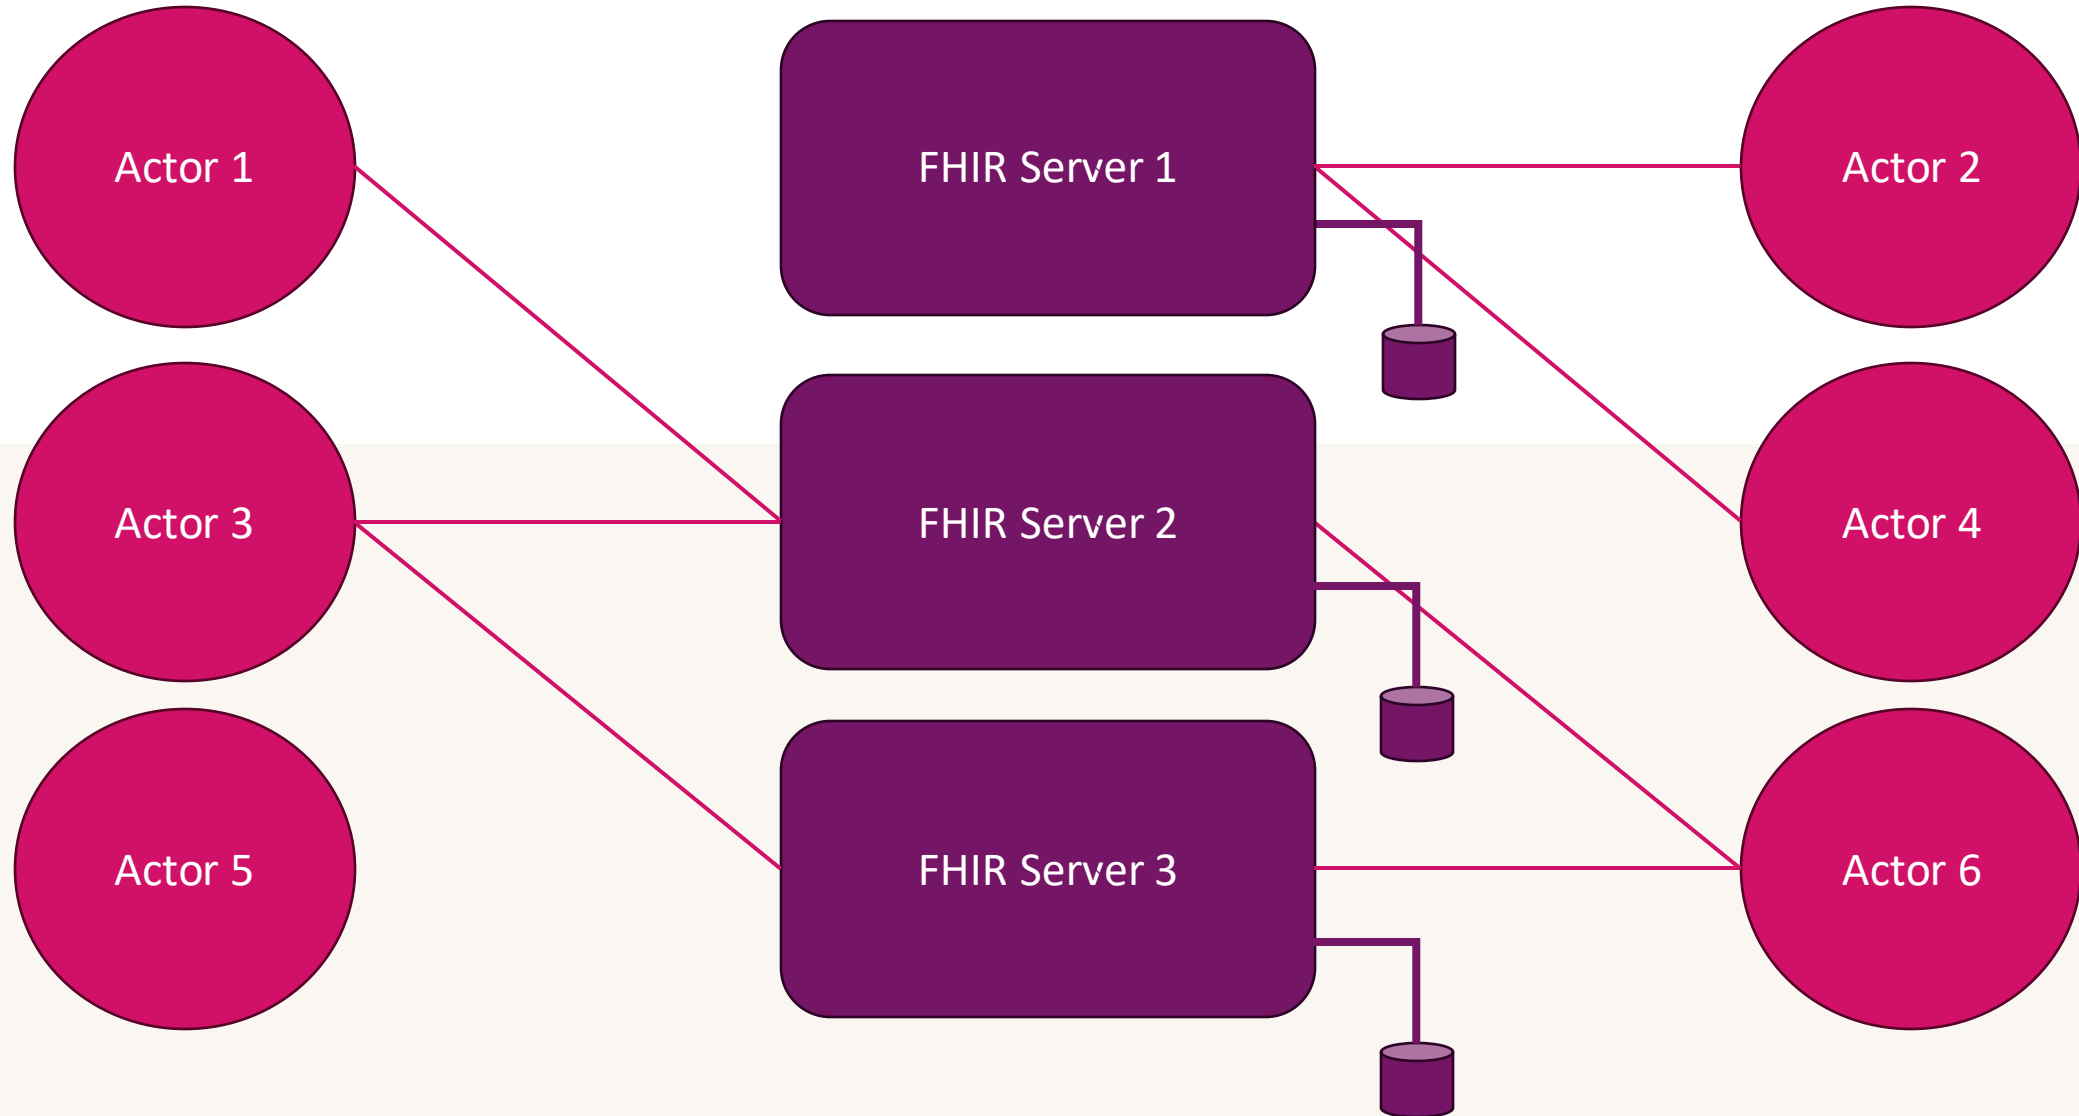 Actor 1
FHIR Server 1
Actor 2
Actor 3
FHIR Server 2
Actor 4
Actor 5
FHIR Server 3
Actor 6